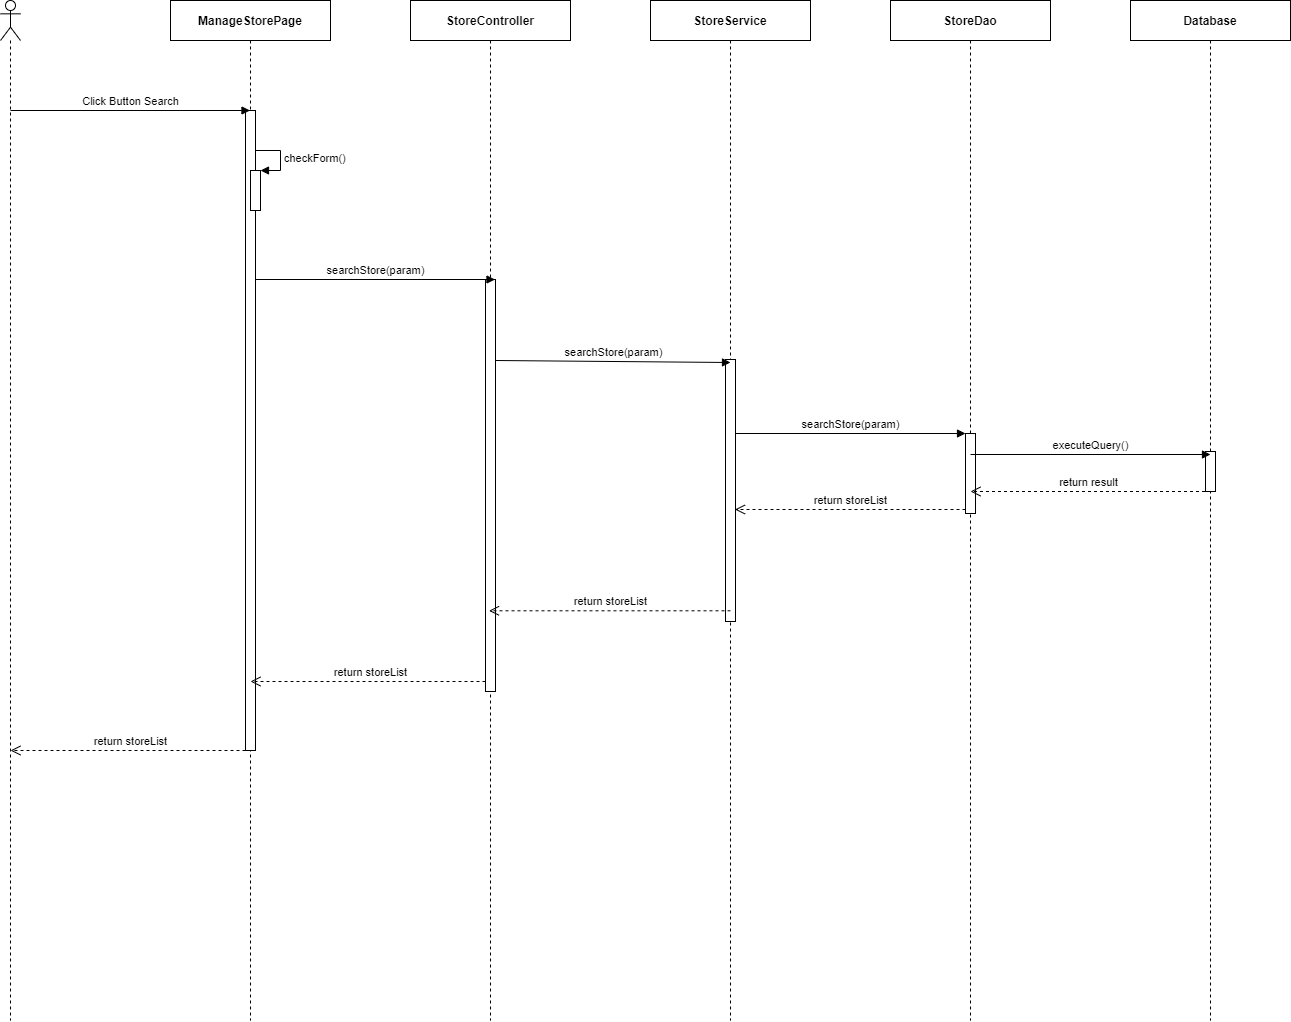 ManageStorePage
StoreController
StoreService
StoreDao
Database
Click Button Search
checkForm()
searchStore(param)
searchStore(param)
searchStore(param)
executeQuery()
return result
return storeList
return storeList
return storeList
return storeList